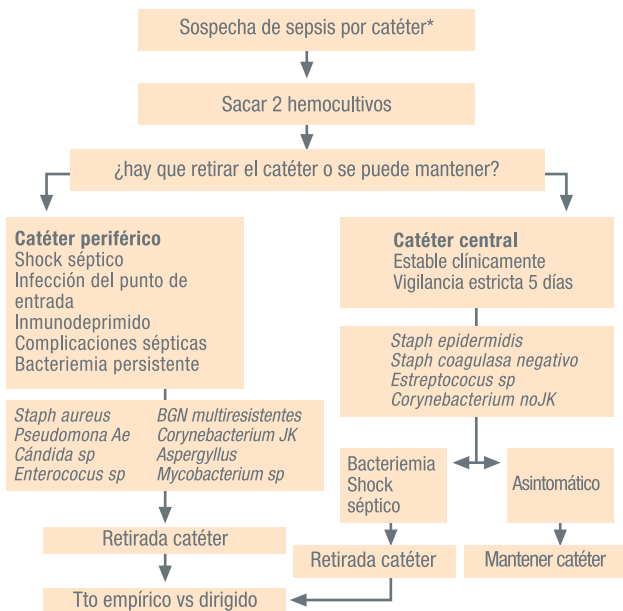 Sospecha de sepsis por catéter*
Sacar 2 hemocultivos
¿hay que retirar el catéter o se puede mantener?
Catéter periférico
Shock séptico
Infección del punto de
entrada
Inmunodeprimido
Complicaciones sépticas
Bacteriemia persistente
Catéter central
Estable clínicamente
Vigilancia estricta 5 días
Staph epidermidis
Staph coagulasa negativo
Estreptococus sp
Corynebacterium noJK
Staph aureus
Pseudomona Ae
Cándida sp
Enterococus sp
BGN multiresistentes
Corynebacterium JK
Aspergyllus
Mycobacterium sp
Bacteriemia
Shock
séptico
Asintomático
Retirada catéter
Retirada catéter
Mantener catéter
Tto empírico vs dirigido